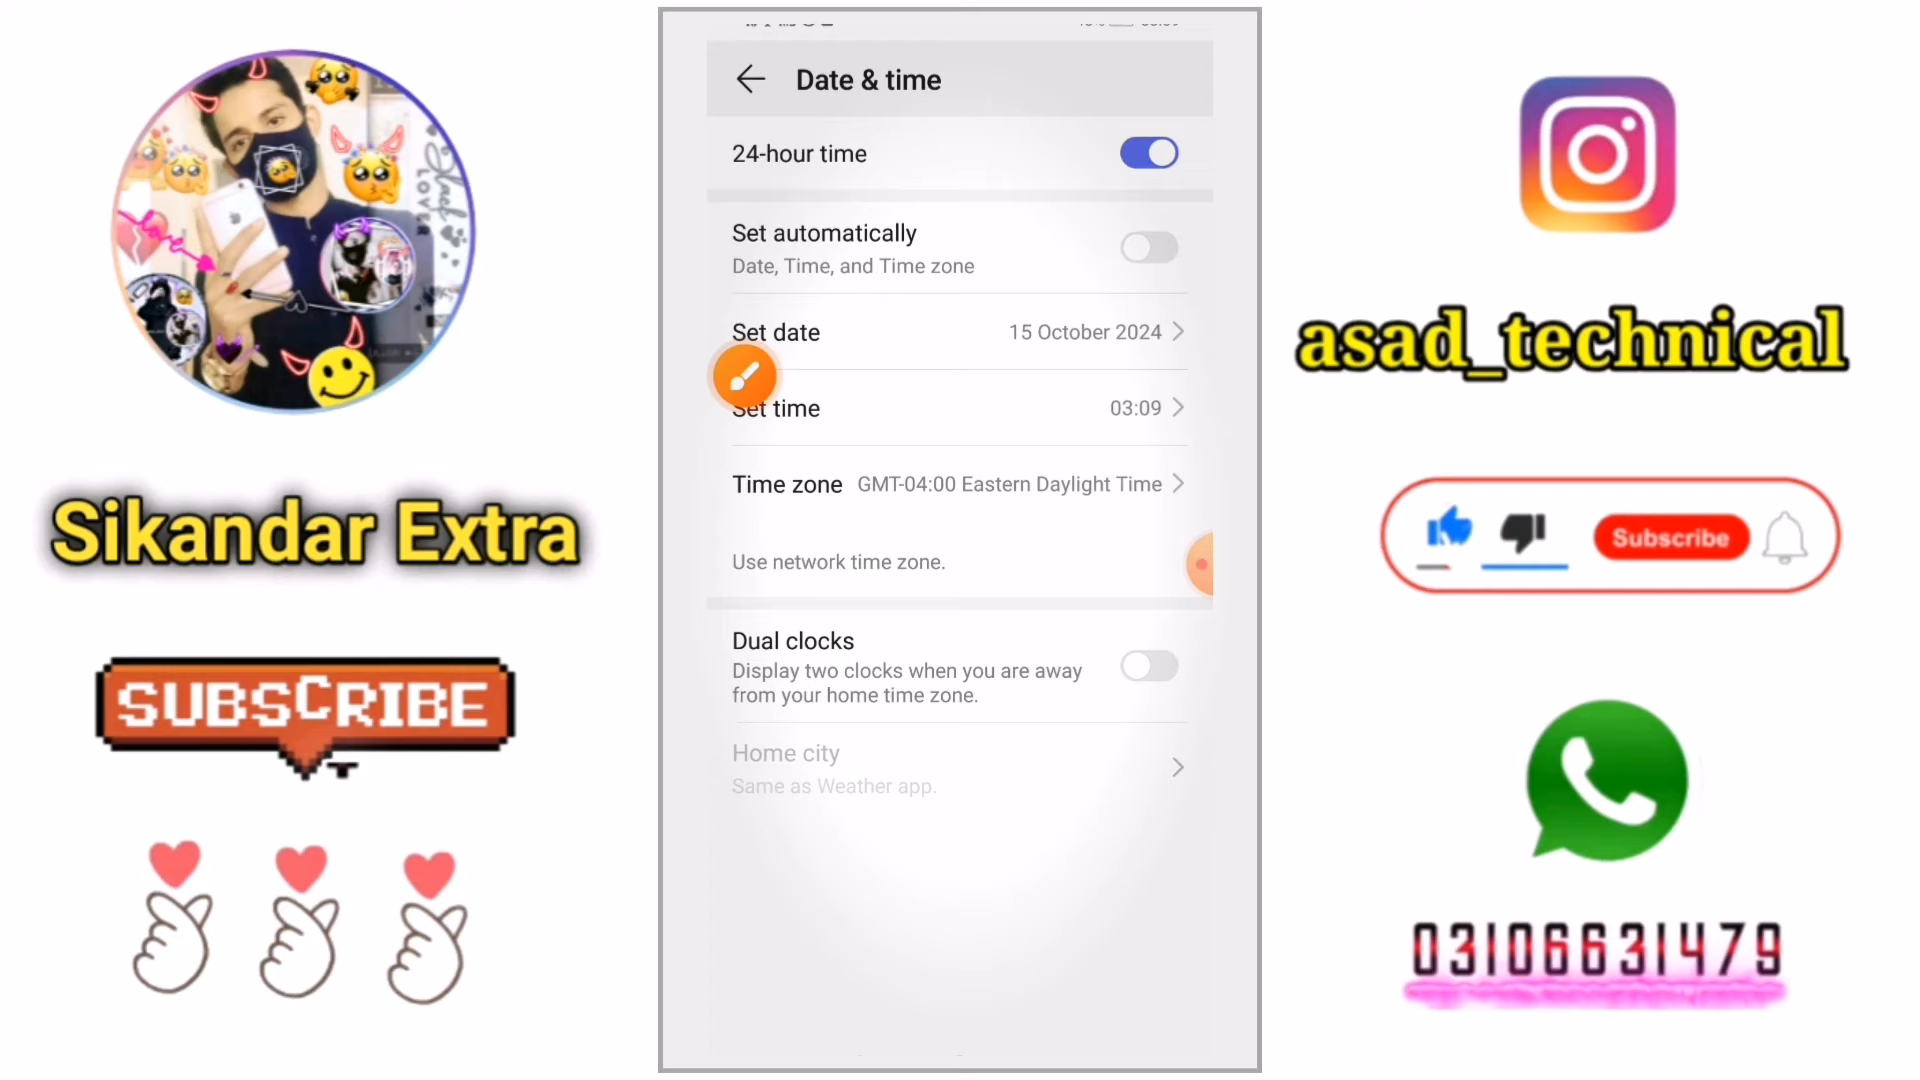 Date & time
24-hour time
Set automatically
Date, Time, and Time zone
Set date 15 October 2024
Set time 03:09
Time zone GMT-04:00 Eastern Daylight Time
Use network time zone.
Dual clocks
Display two clocks when you are away
from your home time zone.
Home city
Same as Weather app.
LOVER
Sikandar Extra
SUBSCRIBE
asad_technical
Subscribe
03106631479